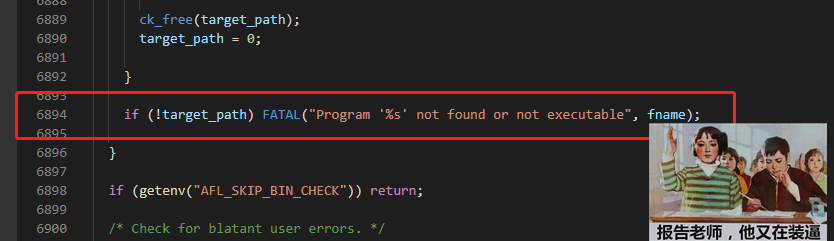 6888
6889 ck_free(target_path);
6890 target_path = 0;
6891
6892 }
6893
6894 if (!target_path) FATAL("Program '%s' not found or not executable", fname);
6895
6896 }
6897
6898 if (getenv("AFL_SKIP_BIN_CHECK")) return;
6899
6900 /* Check for blatant user errors. */
报告老师，他又在装逼